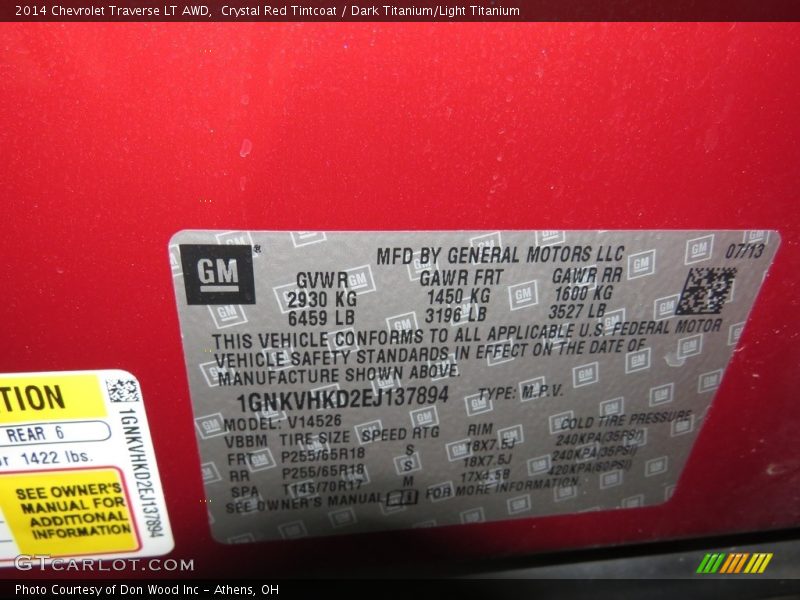 2014 Chevrolet Traverse LT AWD,  Crystal Red Tintcoat / Dark Titanium/Light Titanium
GM
MFD BY GENERAL MOTORS LLC 07/13
GVWR GAWR FRT GAWR RR
2930 KG 1450 KG 1600 KG
6459 LB 3196 LB 3527 LB
THIS VEHICLE CONFORMS TO ALL APPLICABLE U.S. FEDERAL MOTOR
VEHICLE SAFETY STANDARDS IN EFFECT ON THE DATE OF
MANUFACTURE SHOWN ABOVE.
1GNKVHKD2EJ137894 TYPE: M.P.V.
MODEL: V14526
VBBM TIRE SIZE SPEED RTG RIM COLD TIRE PRESSURE
FRT P255/65R18 S 18X7.5J 240KPA(35PSI)
RR P255/65R18 S 18X7.5J 240KPA(35PSI)
SPA T145/70R17 M 17X4.5B 420KPA(60PSI)
SEE OWNER'S MANUAL FOR MORE INFORMATION.
TION
REAR 6
or 1422 lbs.
SEE OWNER'S
MANUAL FOR
ADDITIONAL
INFORMATION
1GNKVHKD2EJ137894
GTCARLOT.COM
Photo Courtesy of Don Wood Inc - Athens, OH